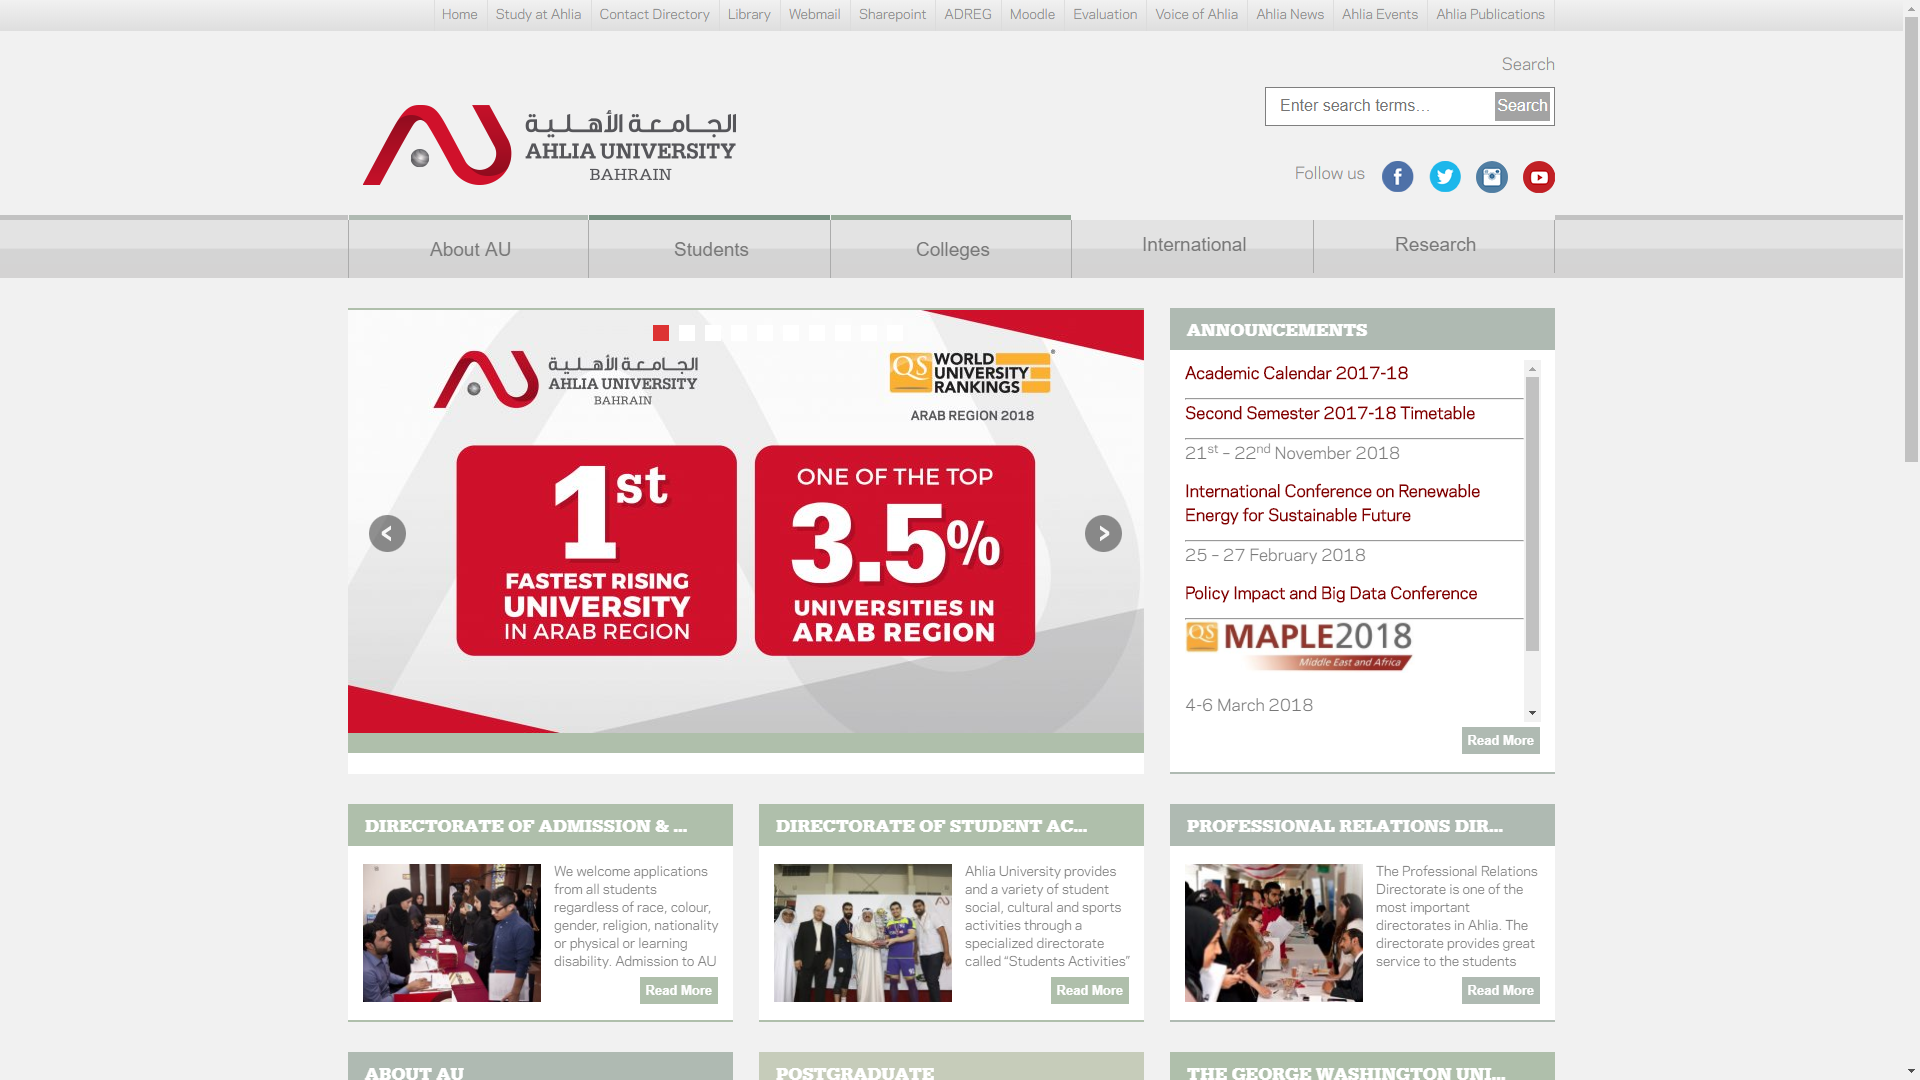 Home
Study at Ahlia
Contact Directory
Library
Webmail
Sharepoint
ADREG
Moodle
Evaluation
Voice of Ahlia
Ahlia News
Ahlia Events
Ahlia Publications
Search
Enter search terms...
Search
الجـامـعـة الأهـلـيـة
AHLIA UNIVERSITY
BAHRAIN
Follow us
About AU
Students
Colleges
International
Research
الجـامـعـة الأهـلـيـة
AHLIA UNIVERSITY
BAHRAIN
QS WORLD
UNIVERSITY
RANKINGS
ARAB REGION 2018
1st
FASTEST RISING
UNIVERSITY
IN ARAB REGION
ONE OF THE TOP
3.5%
UNIVERSITIES IN
ARAB REGION
ANNOUNCEMENTS
Academic Calendar 2017-18
Second Semester 2017-18 Timetable
21st – 22nd November 2018
International Conference on Renewable
Energy for Sustainable Future
25 – 27 February 2018
Policy Impact and Big Data Conference
QS MAPLE2018
Middle East and Africa
4-6 March 2018
Read More
DIRECTORATE OF ADMISSION & ...
We welcome applications
from all students
regardless of race, colour,
gender, religion, nationality
or physical or learning
disability. Admission to AU
Read More
DIRECTORATE OF STUDENT AC...
Ahlia University provides
and a variety of student
social, cultural and sports
activities through a
specialized directorate
called “Students Activities”
Read More
PROFESSIONAL RELATIONS DIR...
The Professional Relations
Directorate is one of the
most important
directorates in Ahlia. The
directorate provides great
service to the students
Read More
ABOUT AU
POSTGRADUATE
THE GEORGE WASHINGTON UNI...